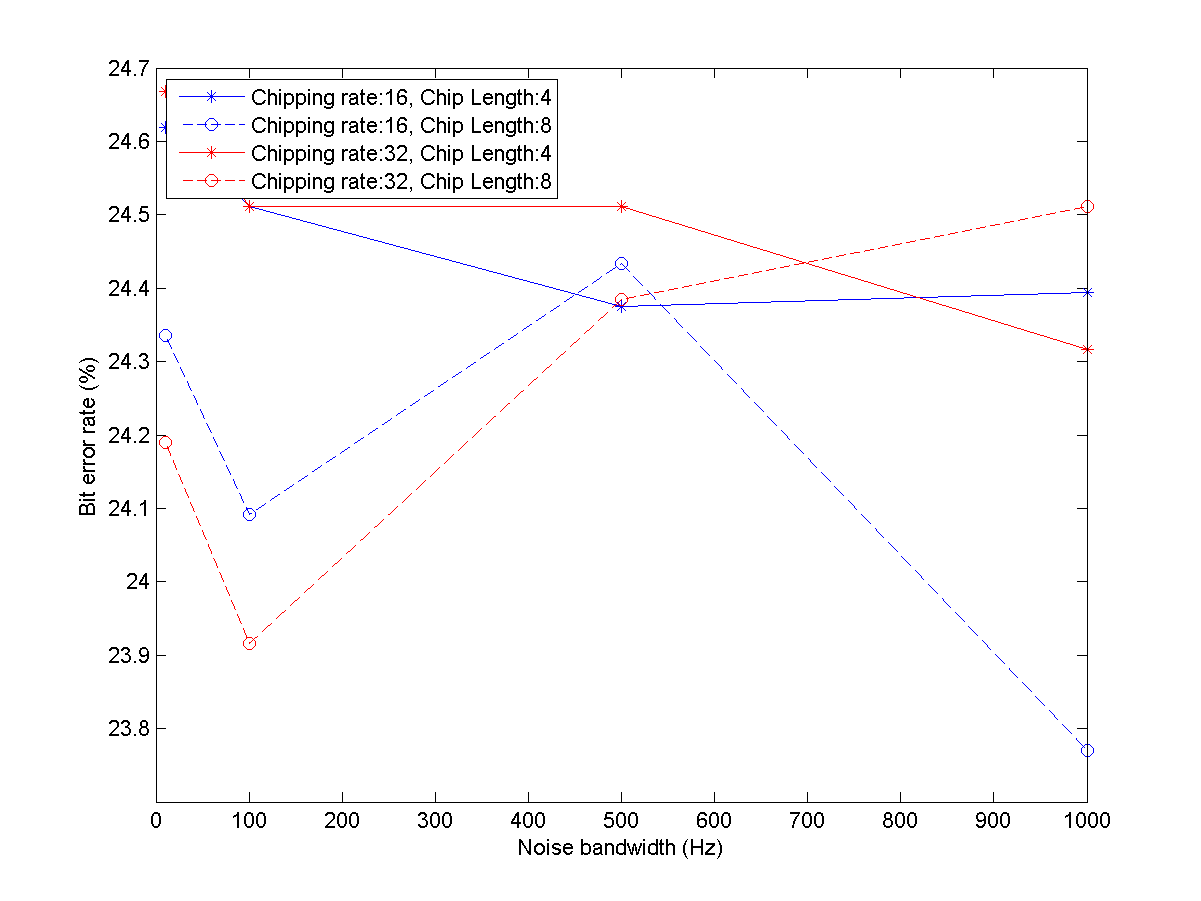 24.7
24.6
24.5
24.4
24.3
24.2
24.1
24
23.9
23.8
Bit error rate (%)
Chipping rate:16, Chip Length:4
Chipping rate:16, Chip Length:8
Chipping rate:32, Chip Length:4
Chipping rate:32, Chip Length:8
0 100 200 300 400 500 600 700 800 900 1000
Noise bandwidth (Hz)